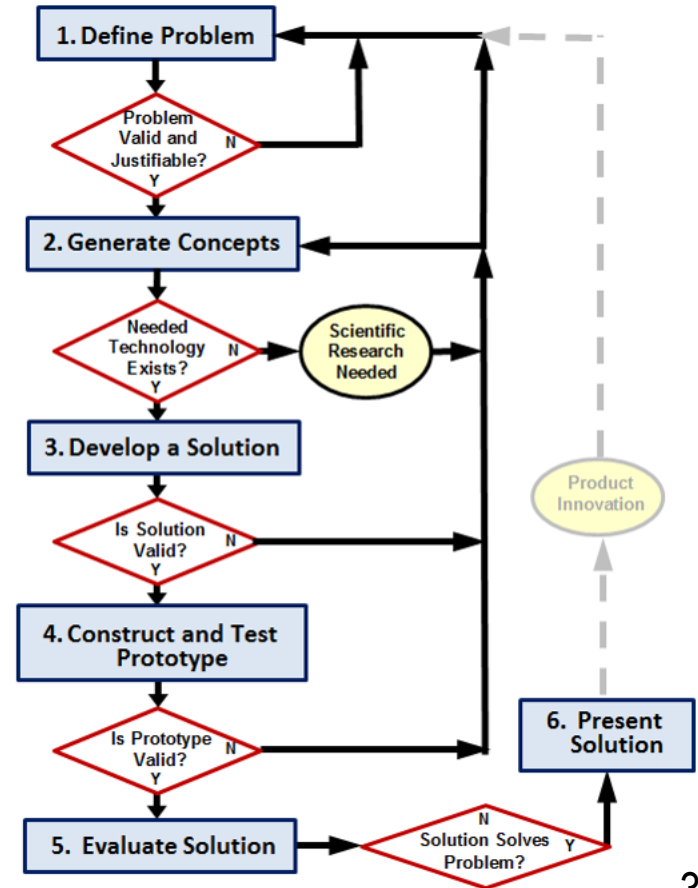 1. Define Problem
Problem
Valid and
Justifiable?
N
Y
2. Generate Concepts
Needed
Technology
Exists?
N
Y
Scientific
Research
Needed
3. Develop a Solution
Is Solution
Valid?
N
Y
Product
Innovation
4. Construct and Test
Prototype
Is Prototype
Valid?
N
Y
6. Present
Solution
5. Evaluate Solution
N
Solution Solves
Problem?
Y